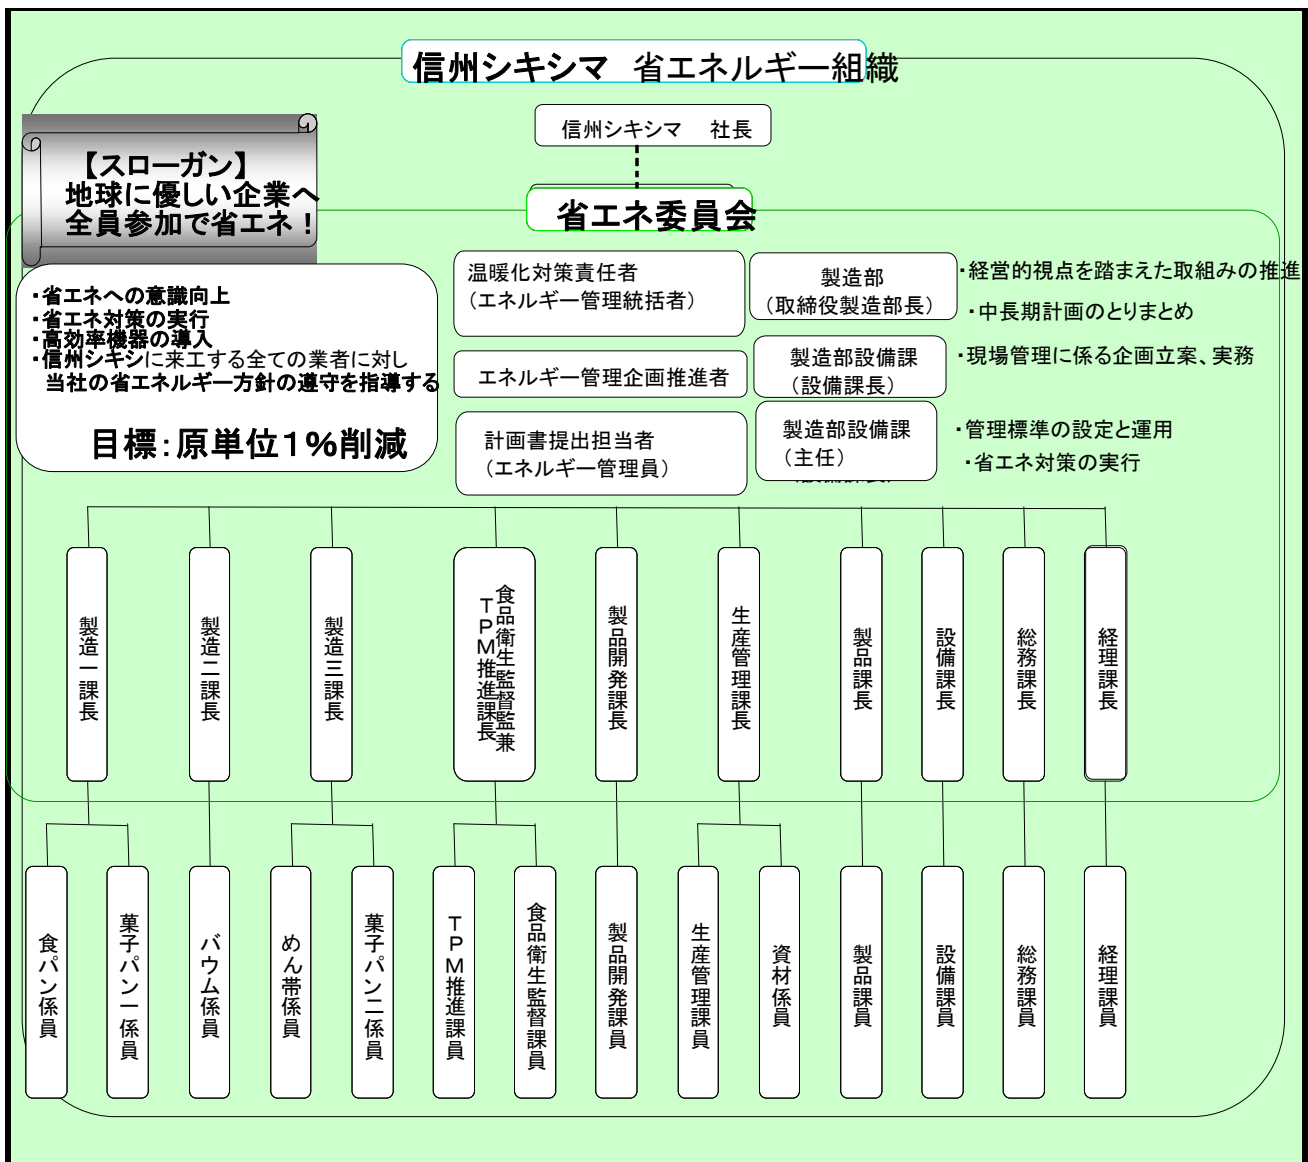 信州シキシマ 省エネルギー組織
信州シキシマ 社長
【スローガン】
地球に優しい企業へ
全員参加で省エネ！
省エネ委員会
・省エネへの意識向上
・省エネ対策の実行
・高効率機器の導入
・信州シキシに来工する全ての業者に対し
当社の省エネルギー方針の遵守を指導する
目標：原単位１％削減
温暖化対策責任者
（エネルギー管理統括者）
製造部
（取締役製造部長）
・経営的視点を踏まえた取組みの推進
・中長期計画のとりまとめ
エネルギー管理企画推進者
製造部設備課
（設備課長）
・現場管理に係る企画立案、実務
計画書提出担当者
（エネルギー管理員）
製造部設備課
（主任）
・管理標準の設定と運用
・省エネ対策の実行
製造一課長
製造二課長
製造三課長
食品衛生監督監兼
ＴＰＭ推進課長
製品開発課長
生産管理課長
製品課長
設備課長
総務課長
経理課長
食パン係員
菓子パン一係員
バウム係員
めん帯係員
菓子パン二係員
ＴＰＭ推進課員
食品衛生監督課員
製品開発課員
生産管理課員
資材係員
製品課員
設備課員
総務課員
経理課員